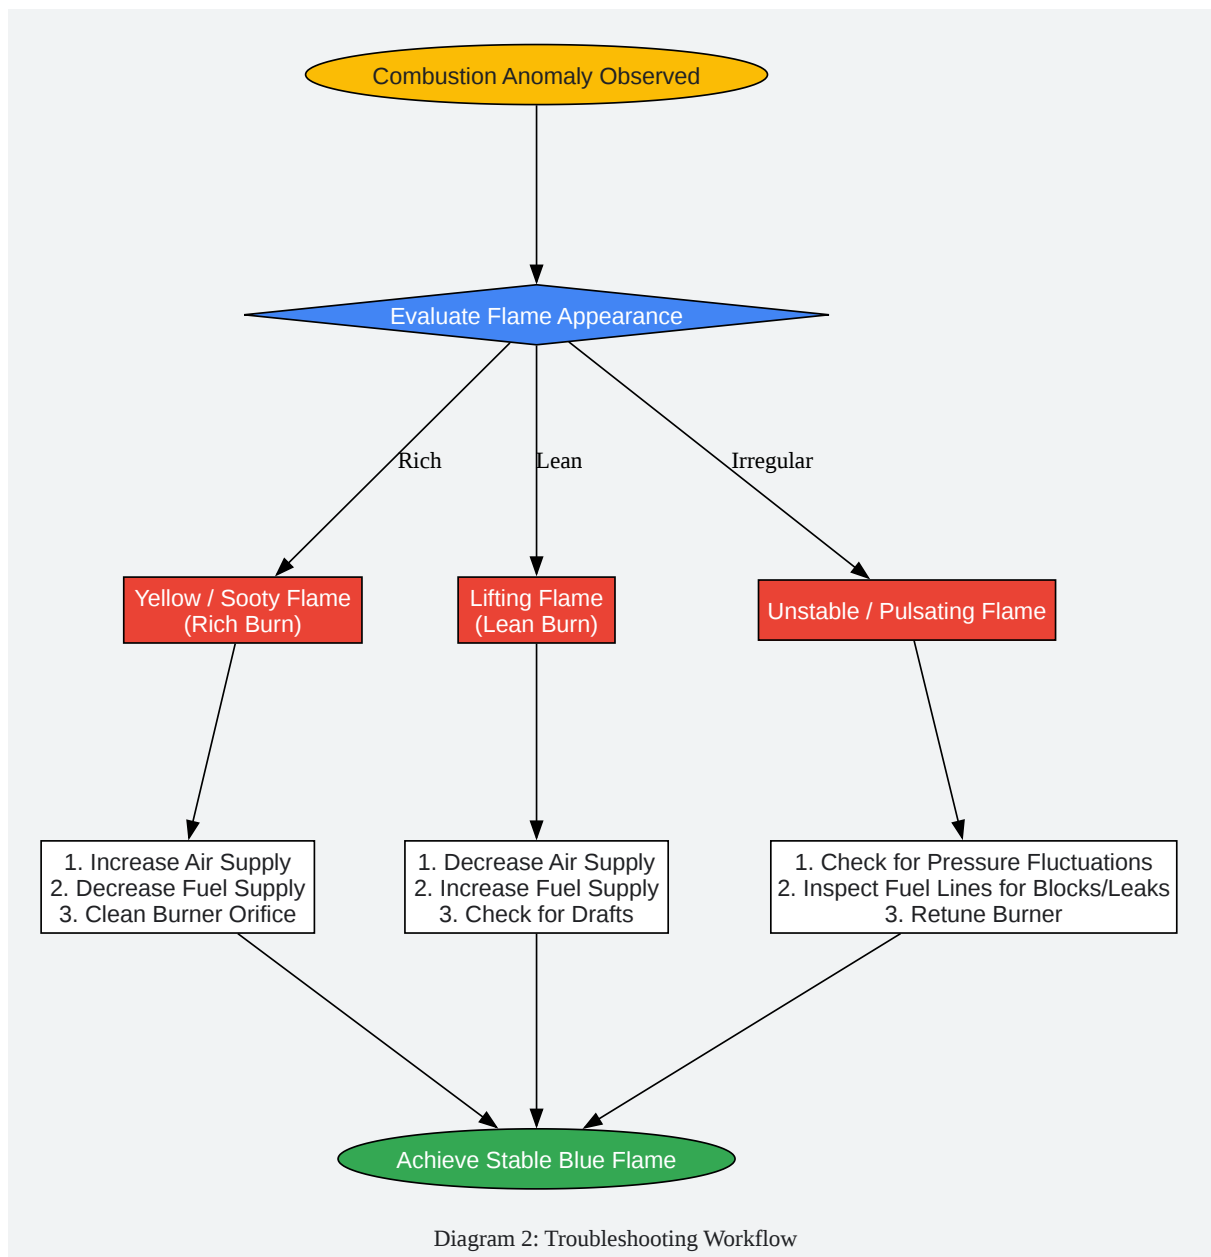 Combustion Anomaly Observed
Evaluate Flame Appearance
Rich
Lean
Irregular
Yellow / Sooty Flame
(Rich Burn)
Lifting Flame
(Lean Burn)
Unstable / Pulsating Flame
1. Increase Air Supply
2. Decrease Fuel Supply
3. Clean Burner Orifice
1. Decrease Air Supply
2. Increase Fuel Supply
3. Check for Drafts
1. Check for Pressure Fluctuations
2. Inspect Fuel Lines for Blocks/Leaks
3. Retune Burner
Achieve Stable Blue Flame
Diagram 2: Troubleshooting Workflow